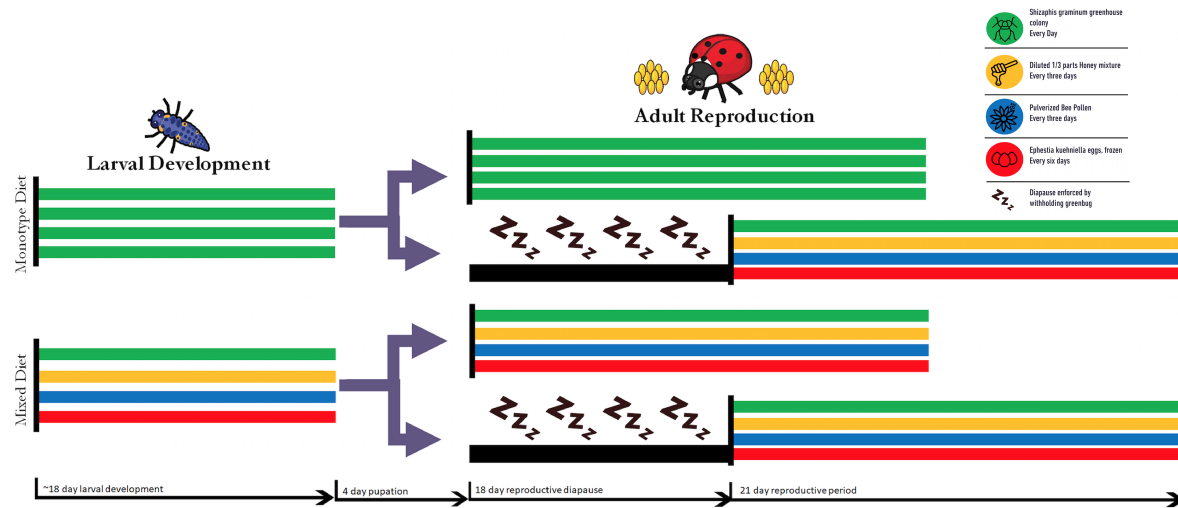 Shizaphis graminum greenhouse
colony
Every Day
Diluted 1/3 parts Honey mixture
Every three days
Pulverized Bee Pollen
Every three days
Ephestia kuehniella eggs, frozen
Every six days
Diapause enforced by
withholding greenbug
Adult Reproduction
Larval Development
Monotype Diet
Z Z Z
Z Z Z
Z Z Z
Z Z Z
Mixed Diet
Z Z Z
Z Z Z
Z Z Z
Z Z Z
~18 day larval development
4 day pupation
18 day reproductive diapause
21 day reproductive period